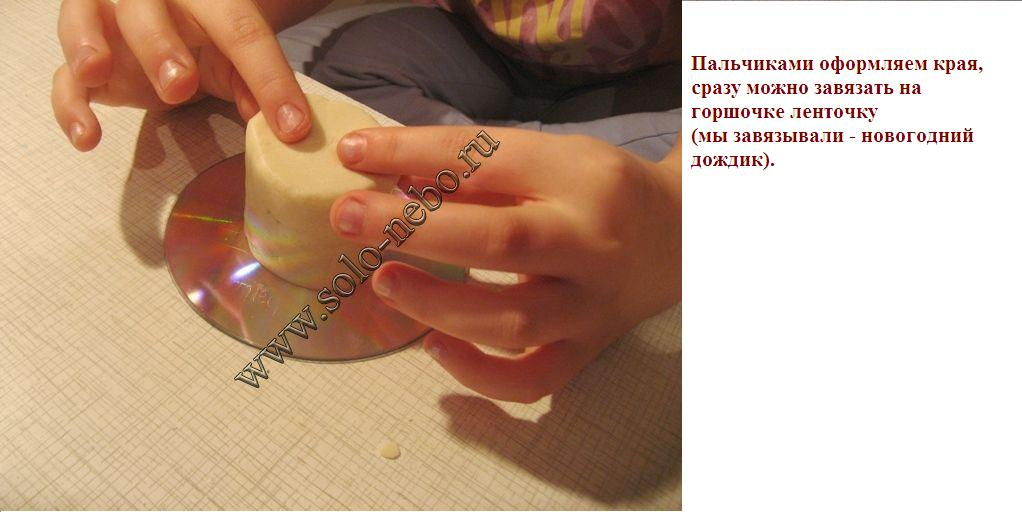 Пальчиками оформляем края,
сразу можно завязать на
горшочке ленточку
(мы завязывали - новогодний
дождик).
www.solo-nebo.ru